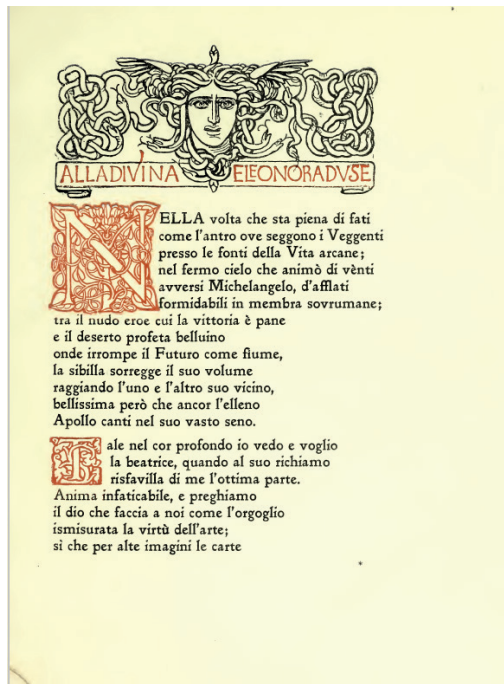 ALLA DIVINA ELEONORA DVSE
NELLA volta che sta piena di fati
come l'antro ove seggono i Veggenti
presso le fonti della Vita arcane;
nel fermo cielo che animò di vènti
avversi Michelangelo, d'afflati
formidabili in membra sovrumane;
tra il nudo eroe cui la vittoria è pane
e il deserto profeta belluino
onde irrompe il Futuro come fiume,
la sibilla sorregge il suo volume
raggiando l'uno e l'altro suo vicino,
bellissima però che ancor l'elleno
Apollo canti nel suo vasto seno.
Tale nel cor profondo io vedo e voglio
la beatrice, quando al suo richiamo
risfavilla di me l'ottima parte.
Anima infaticabile, e preghiamo
il dio che faccia a noi come l'orgoglio
ismisurata la virtù dell'arte;
sì che per alte imagini le carte